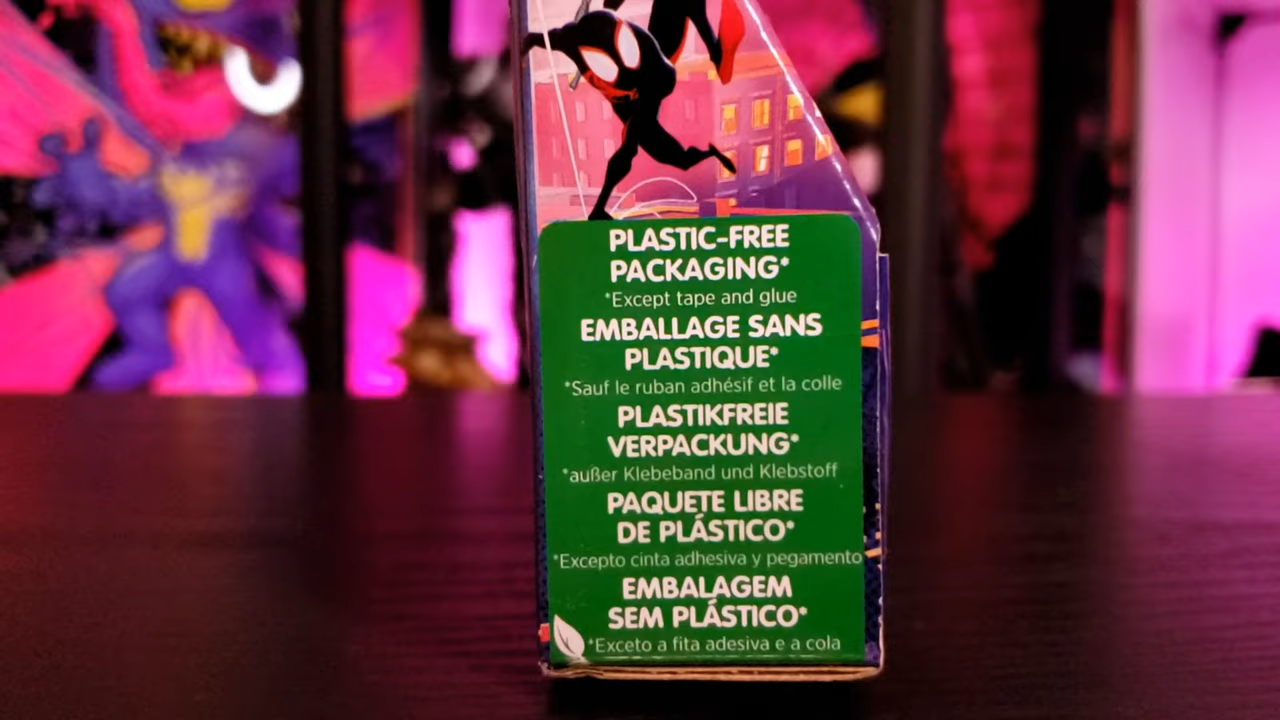 PLASTIC-FREE
PACKAGING*
*Except tape and glue
EMBALLAGE SANS
PLASTIQUE*
*Sauf le ruban adhésif et la colle
PLASTIKFREIE
VERPACKUNG*
*außer Klebeband und Klebstoff
PAQUETE LIBRE
DE PLÁSTICO*
*Excepto cinta adhesiva y pegamento
EMBALAGEM
SEM PLÁSTICO*
*Exceto a fita adesiva e a cola